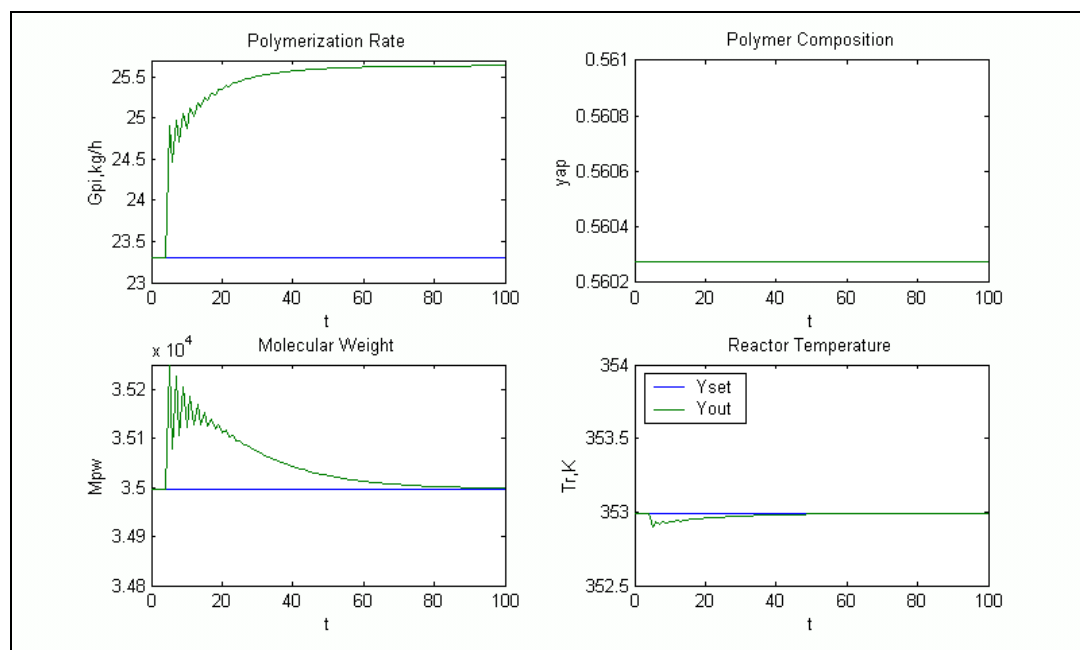 Polymerization Rate
25.5
25
24.5
24
23.5
23
Gpi,kg/h
0 20 40 60 80 100
t
Polymer Composition
0.561
0.5608
0.5606
0.5604
0.5602
yap
0 20 40 60 80 100
t
Molecular Weight
x 10^4
3.52
3.51
3.5
3.49
3.48
Mpw
0 20 40 60 80 100
t
Reactor Temperature
354
353.5
353
352.5
Tr,K
Yset
Yout
0 20 40 60 80 100
t